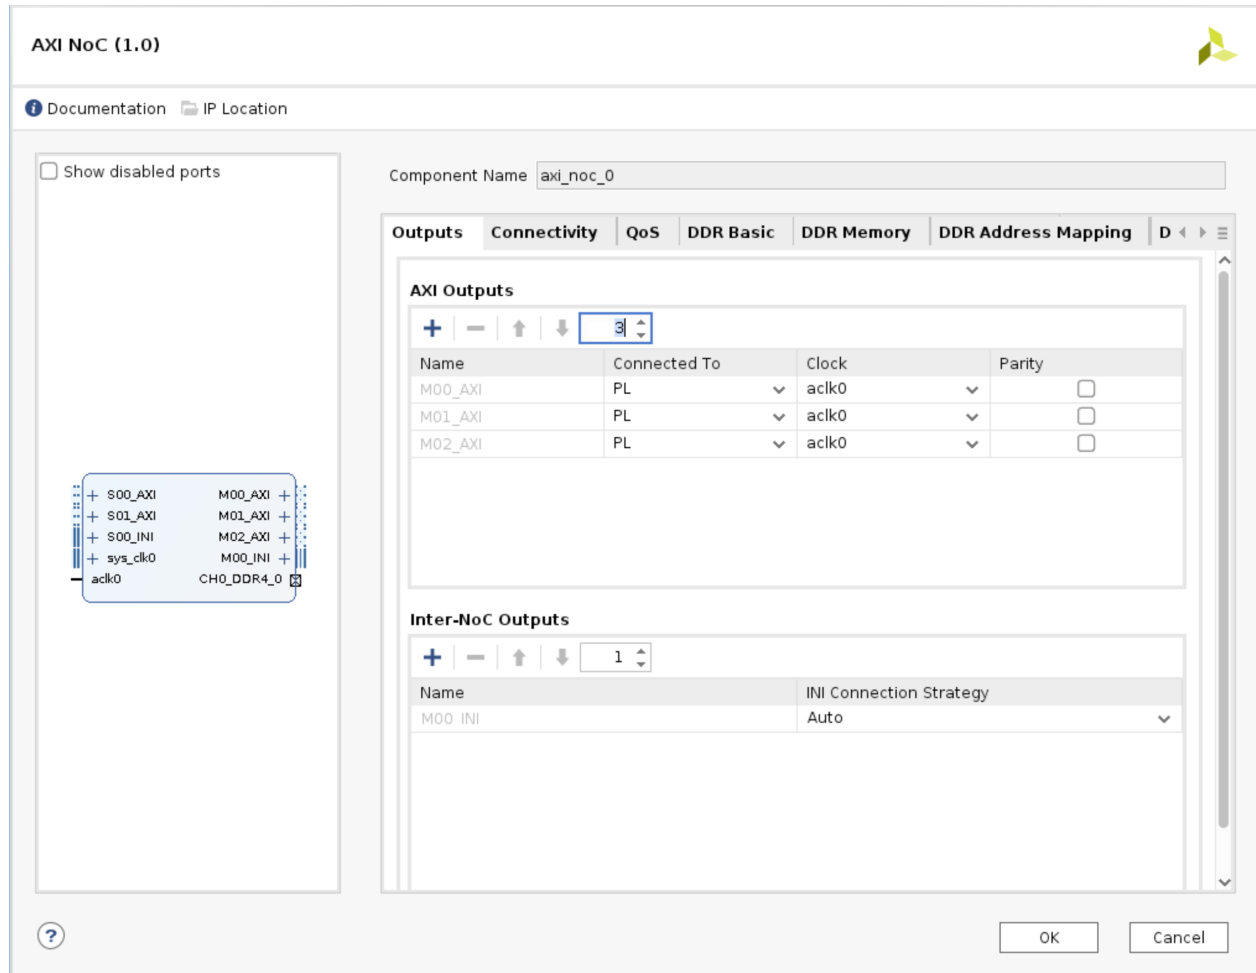 AXI NoC (1.0)
Documentation IP Location
Show disabled ports
Component Name axi_noc_0
Outputs Connectivity QoS DDR Basic DDR Memory DDR Address Mapping D
AXI Outputs
3
Name Connected To Clock Parity
M00_AXI PL aclk0
M01_AXI PL aclk0
M02_AXI PL aclk0
S00_AXI M00_AXI
S01_AXI M01_AXI
S00_INI M02_AXI
sys_clk0 M00_INI
aclk0 CH0_DDR4_0
Inter-NoC Outputs
1
Name INI Connection Strategy
M00_INI Auto
? OK Cancel